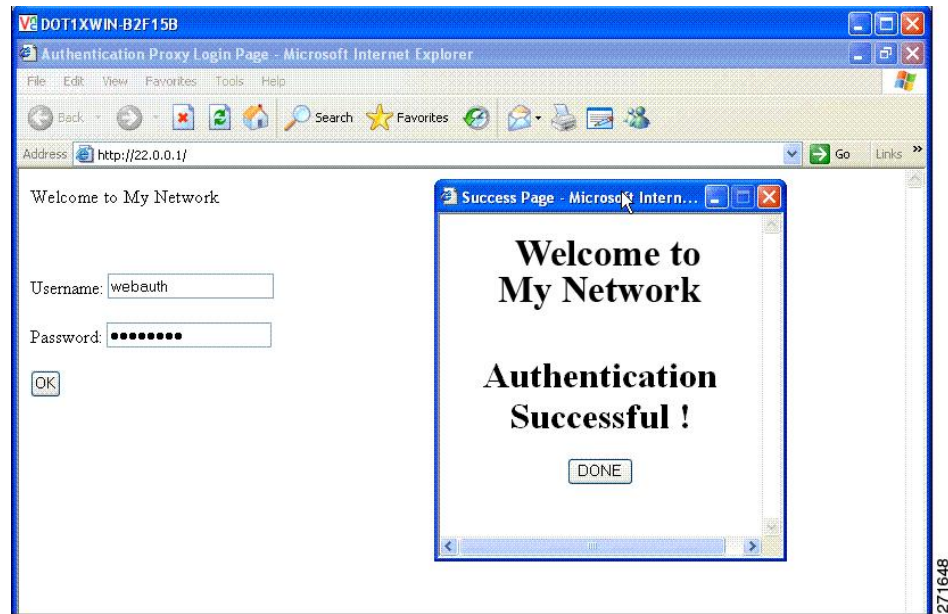 DOT1XWIN-B2F15B
Authentication Proxy Login Page - Microsoft Internet Explorer
File Edit View Favorites Tools Help
Back Search Favorites
Address http://22.0.0.1/ Go Links »
Welcome to My Network
Username: webauth
Password: ●●●●●●●●
OK
Success Page - Microsoft Intern...
Welcome to
My Network
Authentication
Successful !
DONE
271648